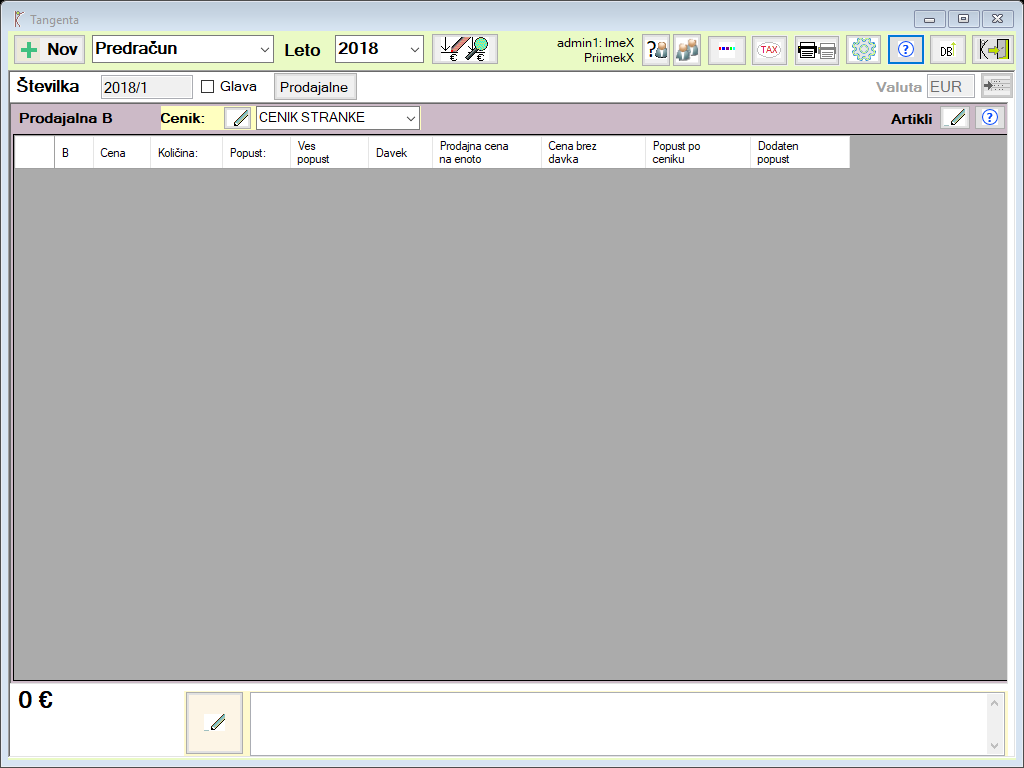 Tangenta
Nov
Predračun
Leto
2018
admin1: ImeX
PriimekX
TAX
DB
Številka
2018/1
Glava
Prodajalne
Valuta
EUR
Prodajalna B
Cenik:
CENIK STRANKE
Artikli
B
Cena
Količina:
Popust:
Ves
popust
Davek
Prodajna cena
na enoto
Cena brez
davka
Popust po
ceniku
Dodaten
popust
0 €